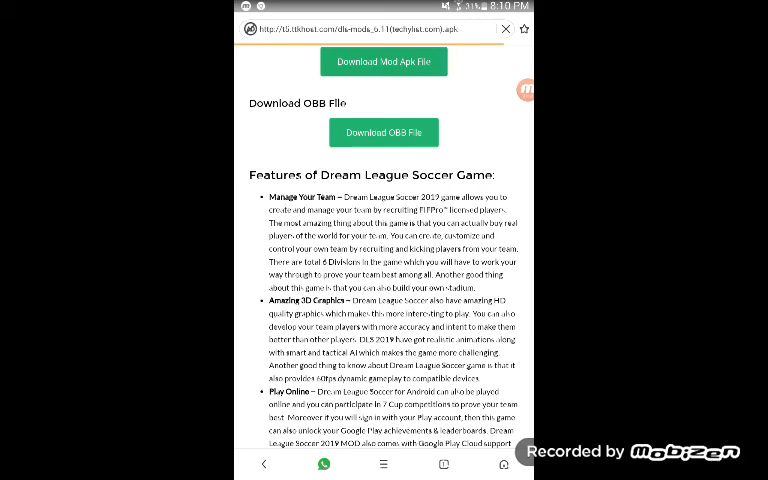 31% 8:10 PM
http://t5.ttkhost.com/dls-mods_6.11(techylist.com).apk
Download Mod Apk File
Download OBB File
Download OBB File
Features of Dream League Soccer Game:
• Manage Your Team – Dream League Soccer 2019 game allows you to
create and manage your team by recruiting FIFPro™ licensed players.
The most amazing thing about this game is that you can actually buy real
players of the world for your team. You can create, customize and
control your own team by recruiting and kicking players from your team.
There are total 6 Divisions in the game which you will have to work your
way through to prove your team best among all. Another good thing
about this game is that you can also build your own stadium.
• Amazing 3D Graphics – Dream League Soccer also have amazing HD
quality graphics which makes this more interesting to play. You can also
develop your team players with more accuracy and intent to make them
better than other players. DLS 2019 have got realistic animations along
with smart and tactical AI which makes the game more challenging.
Another good thing to know about Dream League Soccer game is that it
also provides 60fps dynamic gameplay to compatible devices.
• Play Online – Dream League Soccer for Android can also be played
online and you can participate in 7 Cup competitions to prove your team
best. Moreover if you will sign in with your Play account, then this game
can also unlock your Google Play achievements & leaderboards. Dream
League Soccer 2019 MOD also comes with Google Play Cloud support
Recorded by MOBIZEN